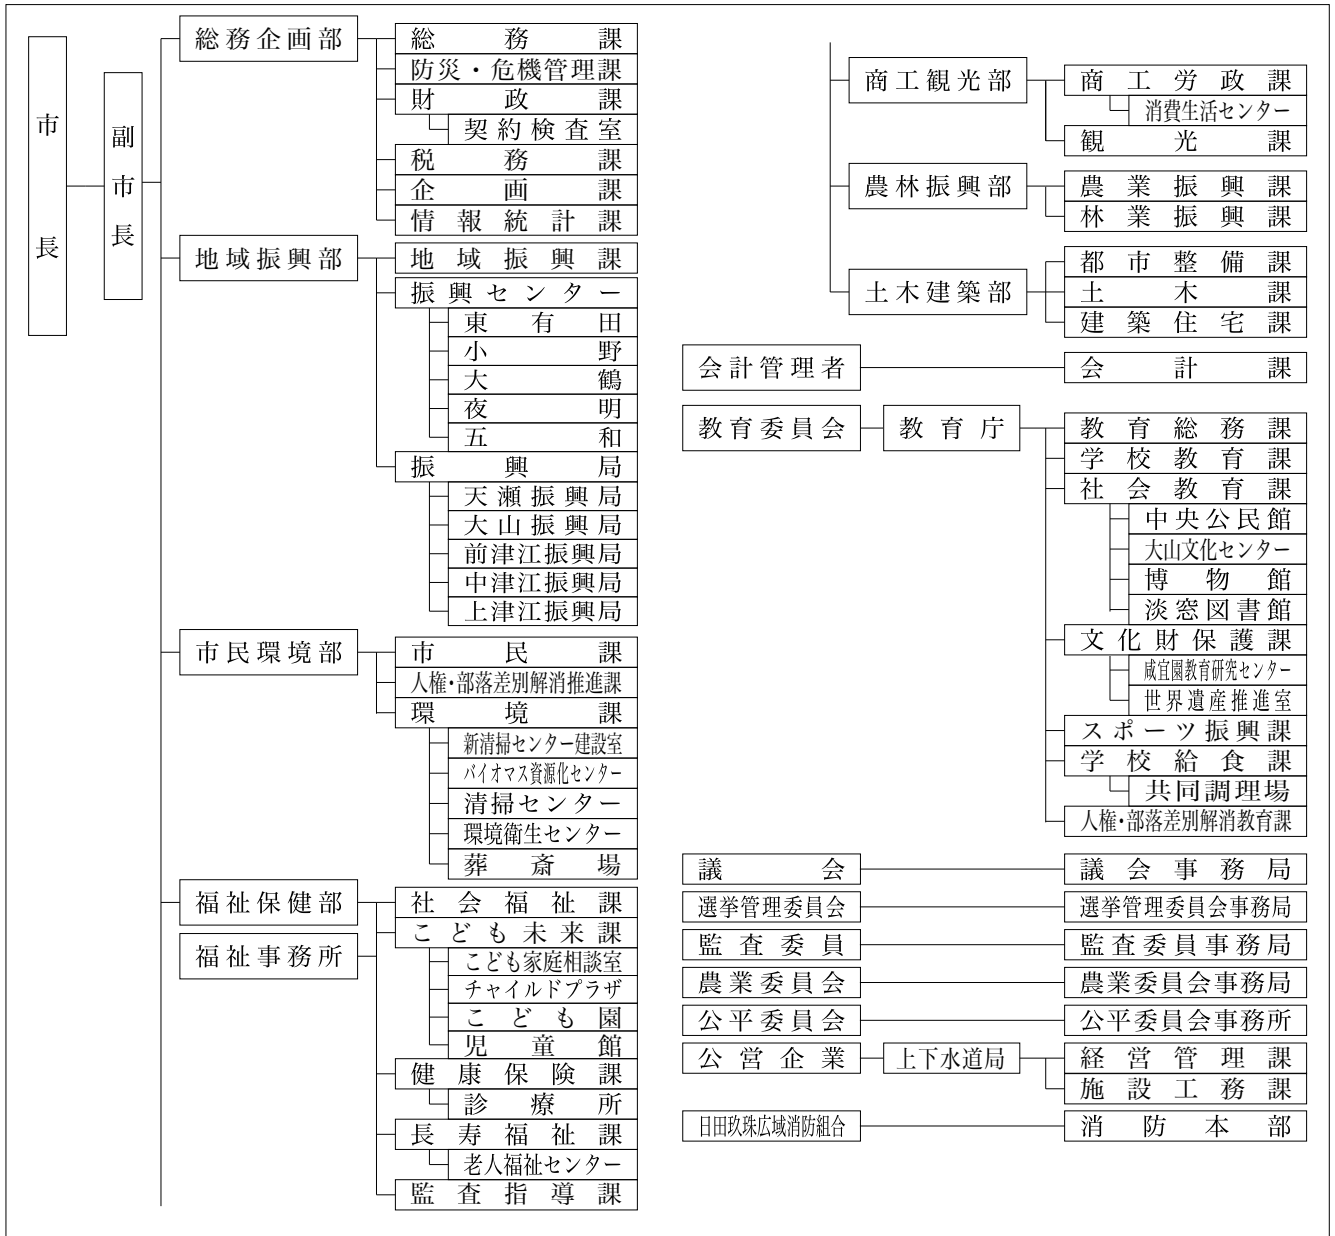 市長
副市長
総務企画部
総務課
防災・危機管理課
財政課
契約検査室
税務課
企画課
情報統計課
地域振興部
地域振興課
振興センター
東有田
小野
大鶴
夜明
五和
振興局
天瀬振興局
大山振興局
前津江振興局
中津江振興局
上津江振興局
市民環境部
市民課
人権・部落差別解消推進課
環境課
新清掃センター建設室
バイオマス資源化センター
清掃センター
環境衛生センター
葬斎場
福祉保健部
福祉事務所
社会福祉課
こども未来課
こども家庭相談室
チャイルドプラザ
こども園
児童館
健康保険課
診療所
長寿福祉課
老人福祉センター
監査指導課
商工観光部
商工労政課
消費生活センター
観光課
農林振興部
農業振興課
林業振興課
土木建築部
都市整備課
土木課
建築住宅課
会計管理者
会計課
教育委員会
教育庁
教育総務課
学校教育課
社会教育課
中央公民館
大山文化センター
博物館
淡窓図書館
文化財保護課
咸宜園教育研究センター
世界遺産推進室
スポーツ振興課
学校給食課
共同調理場
人権・部落差別解消教育課
議会
議会事務局
選挙管理委員会
選挙管理委員会事務局
監査委員
監査委員事務局
農業委員会
農業委員会事務局
公平委員会
公平委員会事務所
公営企業
上下水道局
経営管理課
施設工務課
日田玖珠広域消防組合
消防本部